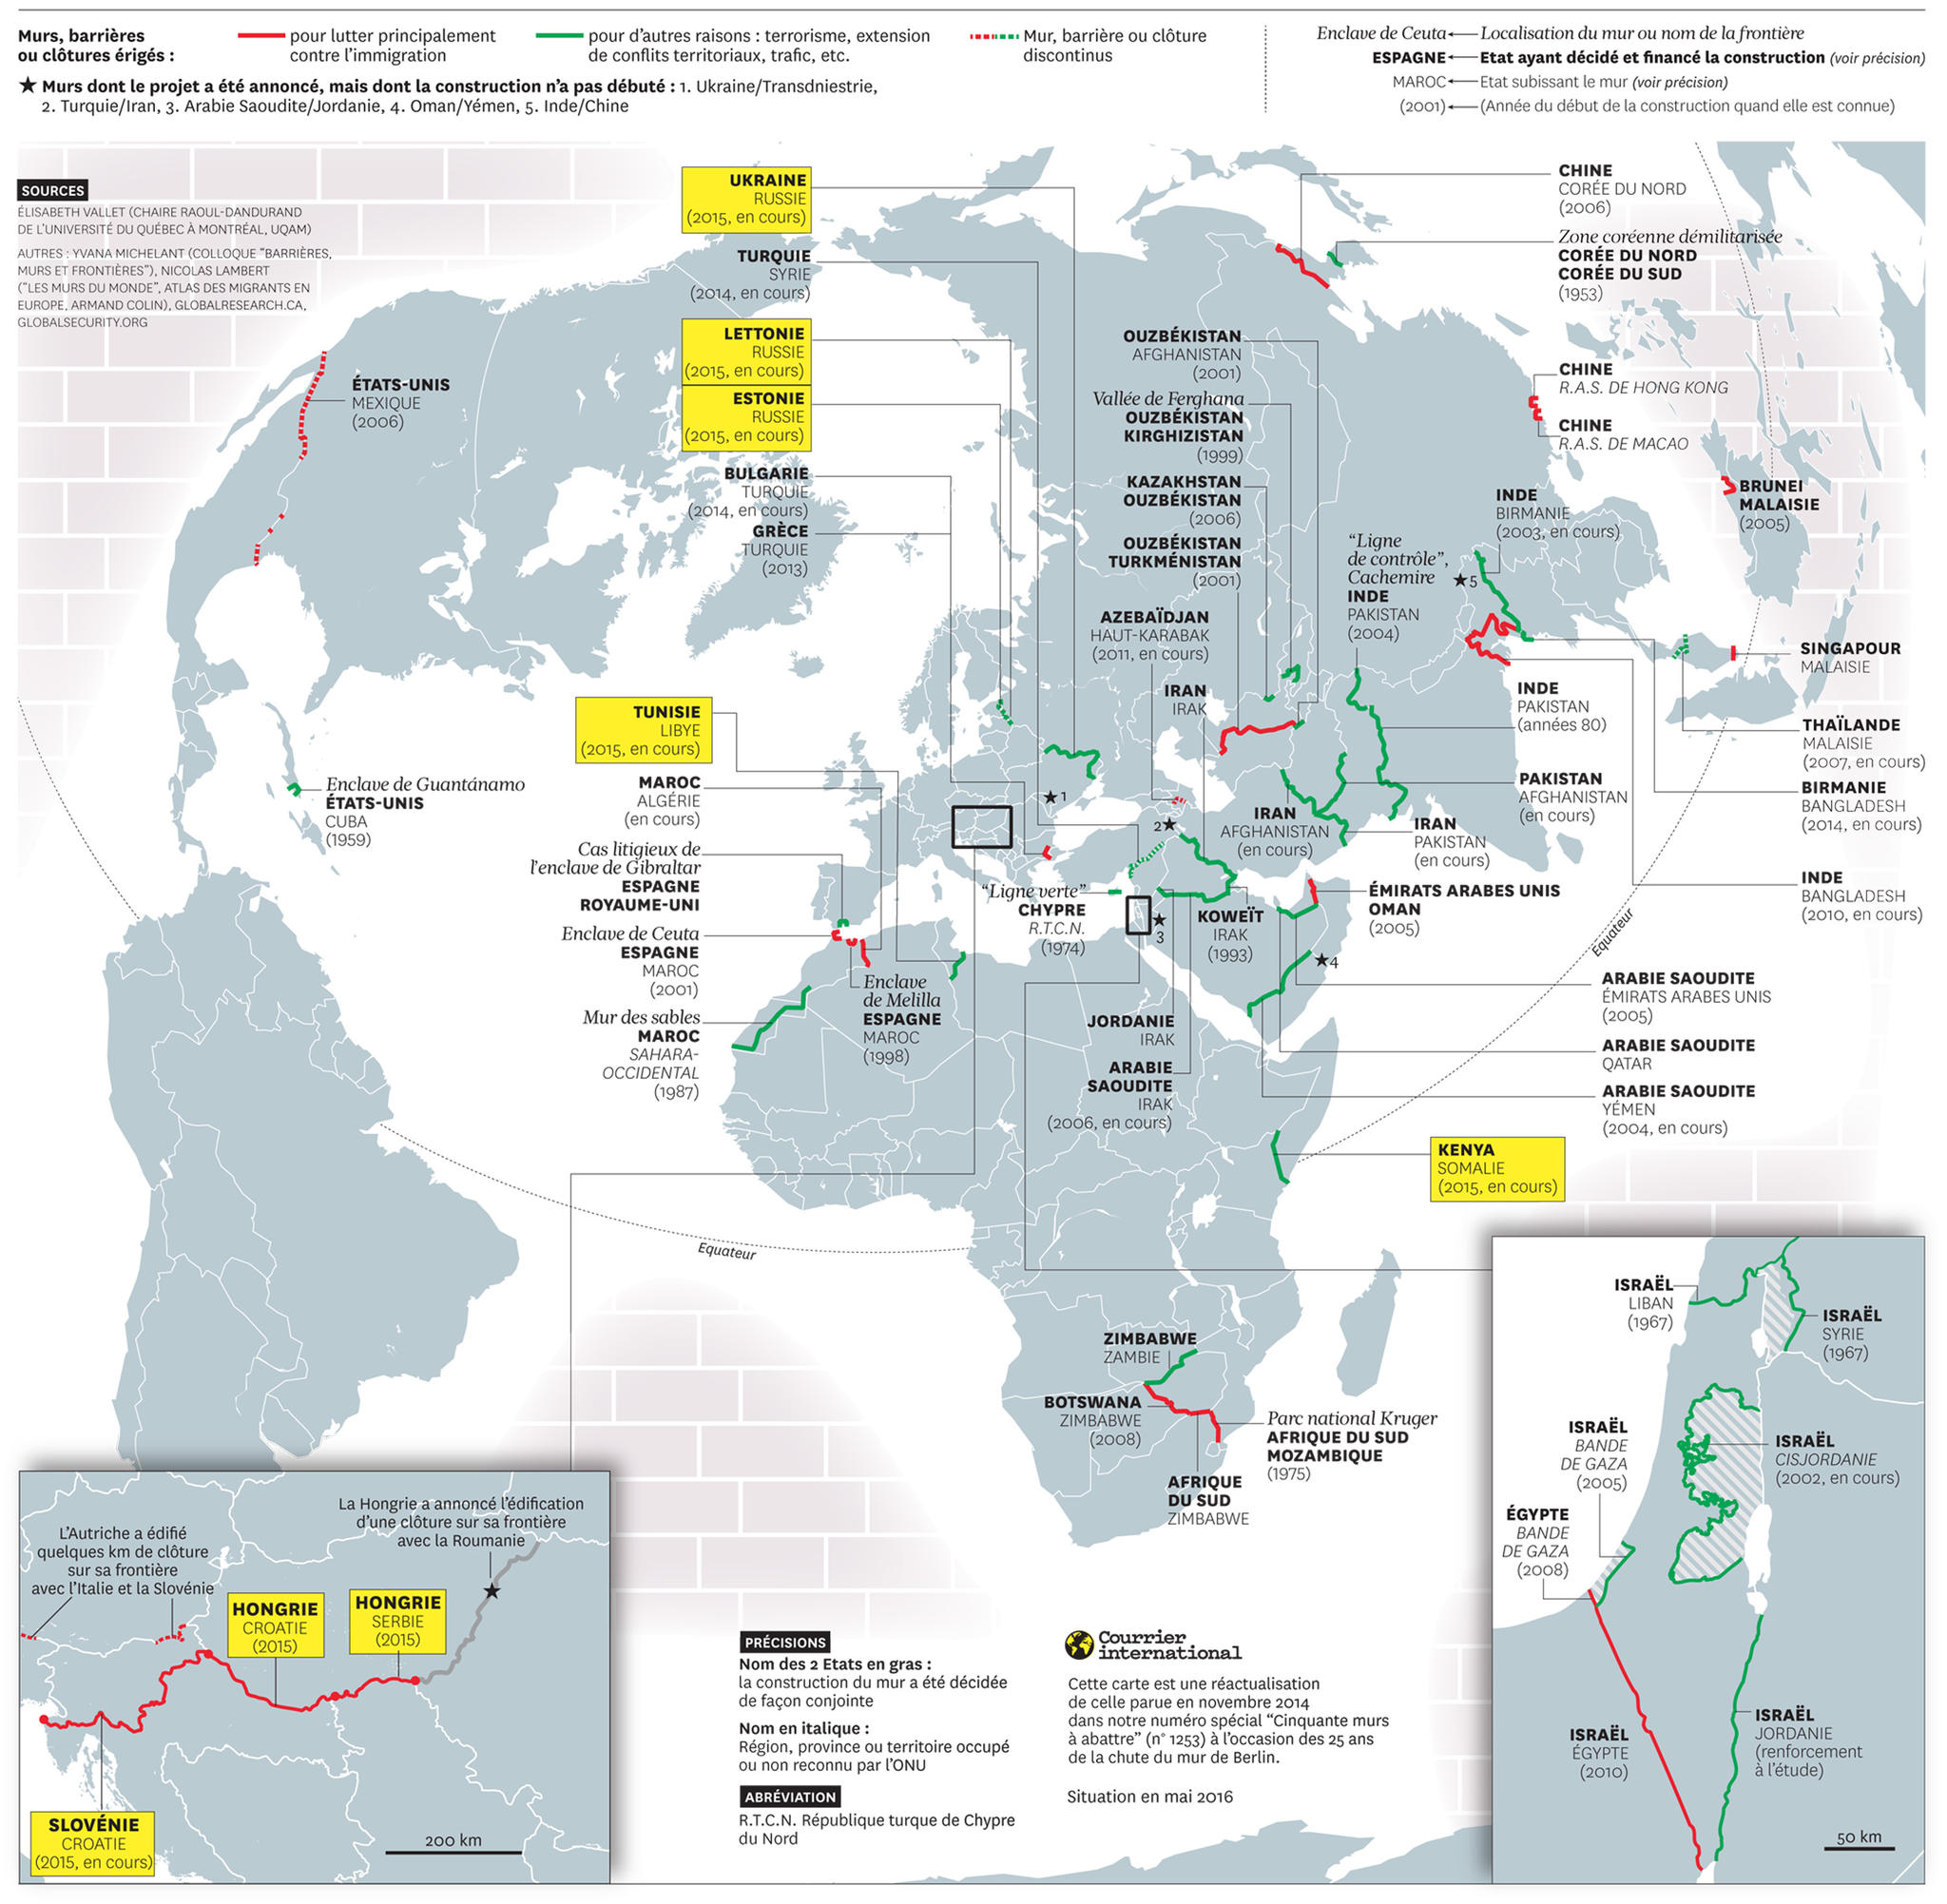 Murs, barrières
ou clôtures érigés :
pour lutter principalement
contre l'immigration
pour d'autres raisons : terrorisme, extension
de conflits territoriaux, trafic, etc.
Mur, barrière ou clôture
discontinus
★ Murs dont le projet a été annoncé, mais dont la construction n'a pas débuté : 1. Ukraine/Transdniestrie,
2. Turquie/Iran, 3. Arabie Saoudite/Jordanie, 4. Oman/Yémen, 5. Inde/Chine
Enclave de Ceuta ← Localisation du mur ou nom de la frontière
ESPAGNE ← Etat ayant décidé et financé la construction (voir précision)
MAROC ← Etat subissant le mur (voir précision)
(2001) ← (Année du début de la construction quand elle est connue)
SOURCES
ÉLISABETH VALLET (CHAIRE RAOUL-DANDURAND
DE L'UNIVERSITÉ DU QUÉBEC À MONTRÉAL, UQAM)
AUTRES : YVANA MICHELANT (COLLOQUE "BARRIÈRES,
MURS ET FRONTIÈRES"), NICOLAS LAMBERT
("LES MURS DU MONDE", ATLAS DES MIGRANTS EN
EUROPE, ARMAND COLIN), GLOBALRESEARCH.CA,
GLOBALSECURITY.ORG
ÉTATS-UNIS
MEXIQUE
(2006)
Enclave de Guantánamo
ÉTATS-UNIS
CUBA
(1959)
UKRAINE
RUSSIE
(2015, en cours)
TURQUIE
SYRIE
(2014, en cours)
LETTONIE
RUSSIE
(2015, en cours)
ESTONIE
RUSSIE
(2015, en cours)
BULGARIE
TURQUIE
(2014, en cours)
GRÈCE
TURQUIE
(2013)
TUNISIE
LIBYE
(2015, en cours)
MAROC
ALGÉRIE
(en cours)
Cas litigieux de
l'enclave de Gibraltar
ESPAGNE
ROYAUME-UNI
Enclave de Ceuta
ESPAGNE
MAROC
(2001)
Mur des sables
MAROC
SAHARA-
OCCIDENTAL
(1987)
Enclave
de Melilla
ESPAGNE
MAROC
(1998)
"Ligne verte"
CHYPRE
R.T.C.N.
(1974)
OUZBÉKISTAN
AFGHANISTAN
(2001)
Vallée de Ferghana
OUZBÉKISTAN
KIRGHIZISTAN
(1999)
KAZAKHSTAN
OUZBÉKISTAN
(2006)
OUZBÉKISTAN
TURKMÉNISTAN
(2001)
AZEBAÏDJAN
HAUT-KARABAK
(2011, en cours)
IRAN
IRAK
"Ligne
de contrôle",
Cachemire
INDE
PAKISTAN
(2004)
★1
2★
★
3
★4
★5
IRAN
AFGHANISTAN
(en cours)
IRAN
PAKISTAN
(en cours)
KOWEÏT
IRAK
(1993)
JORDANIE
IRAK
ARABIE
SAOUDITE
IRAK
(2006, en cours)
ÉMIRATS ARABES UNIS
OMAN
(2005)
CHINE
CORÉE DU NORD
(2006)
Zone coréenne démilitarisée
CORÉE DU NORD
CORÉE DU SUD
(1953)
CHINE
R.A.S. DE HONG KONG
CHINE
R.A.S. DE MACAO
BRUNEI
MALAISIE
(2005)
INDE
BIRMANIE
(2003, en cours)
SINGAPOUR
MALAISIE
INDE
PAKISTAN
(années 80)
THAÏLANDE
MALAISIE
(2007, en cours)
PAKISTAN
AFGHANISTAN
(en cours)
BIRMANIE
BANGLADESH
(2014, en cours)
INDE
BANGLADESH
(2010, en cours)
Equateur
ARABIE SAOUDITE
ÉMIRATS ARABES UNIS
(2005)
ARABIE SAOUDITE
QATAR
ARABIE SAOUDITE
YÉMEN
(2004, en cours)
KENYA
SOMALIE
(2015, en cours)
Equateur
ZIMBABWE
ZAMBIE
BOTSWANA
ZIMBABWE
(2008)
Parc national Kruger
AFRIQUE DU SUD
MOZAMBIQUE
(1975)
AFRIQUE
DU SUD
ZIMBABWE
ISRAËL
LIBAN
(1967)
ISRAËL
SYRIE
(1967)
ISRAËL
BANDE
DE GAZA
(2005)
ISRAËL
CISJORDANIE
(2002, en cours)
ÉGYPTE
BANDE
DE GAZA
(2008)
ISRAËL
ÉGYPTE
(2010)
ISRAËL
JORDANIE
(renforcement
à l'étude)
50 km
La Hongrie a annoncé l'édification
d'une clôture sur sa frontière
avec la Roumanie
L'Autriche a édifié
quelques km de clôture
sur sa frontière
avec l'Italie et la Slovénie
HONGRIE
CROATIE
(2015)
HONGRIE
SERBIE
(2015)
SLOVÉNIE
CROATIE
(2015, en cours)
200 km
PRÉCISIONS
Nom des 2 Etats en gras :
la construction du mur a été décidée
de façon conjointe
Nom en italique :
Région, province ou territoire occupé
ou non reconnu par l'ONU
ABRÉVIATION
R.T.C.N. République turque de Chypre
du Nord
Courrier
international
Cette carte est une réactualisation
de celle parue en novembre 2014
dans notre numéro spécial "Cinquante murs
à abattre" (n° 1253) à l'occasion des 25 ans
de la chute du mur de Berlin.
Situation en mai 2016